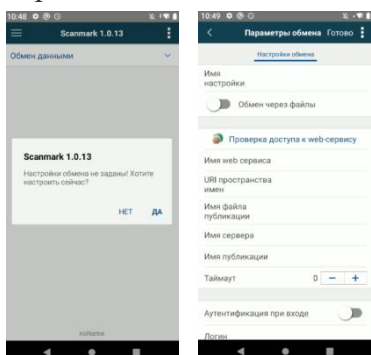 10:48
Scanmark 1.0.13
Обмен данными
Scanmark 1.0.13
Настройки обмена не заданы! Хотите
настроить сейчас?
НЕТ ДА
noName
10:49
Параметры обмена Готово
Настройки обмена
Имя
настройки
Обмен через файлы
Проверка доступа к web-сервису
Имя web сервиса
URI пространства
имен
Имя файла
публикации
Имя сервера
Имя публикации
Таймаут 0 − +
Аутентификация при входе
Логин